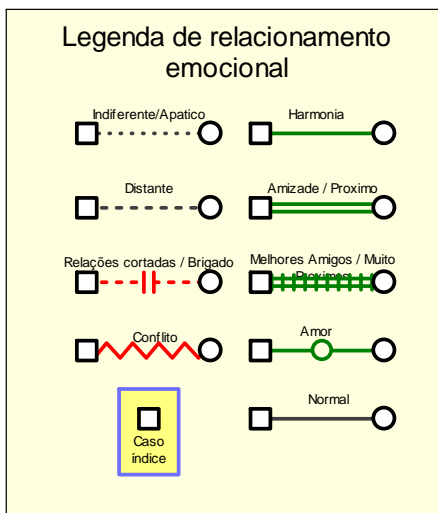 Legenda de relacionamento
emocional
Indiferente/Apatico
Harmonia
Distante
Amizade / Proximo
Relações cortadas / Brigado
Melhores Amigos / Muito
Proximos
Conflito
Amor
Caso
índice
Normal